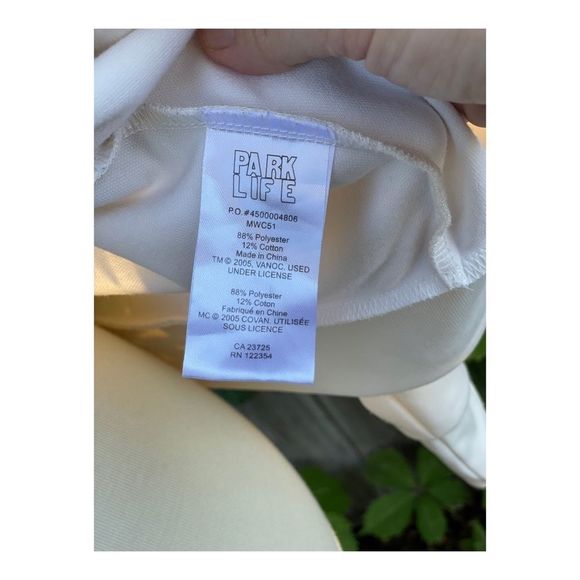 PARK
LIFE
P.O.#4500004806
MWC51
88% Polyester
12% Cotton
Made in China
TM © 2005, VANOC, USED
UNDER LICENSE
88% Polyester
12% Coton
Fabriqué en Chine
MC © 2005 COVAN. UTILISÉE
SOUS LICENCE
CA 23725
RN 122354